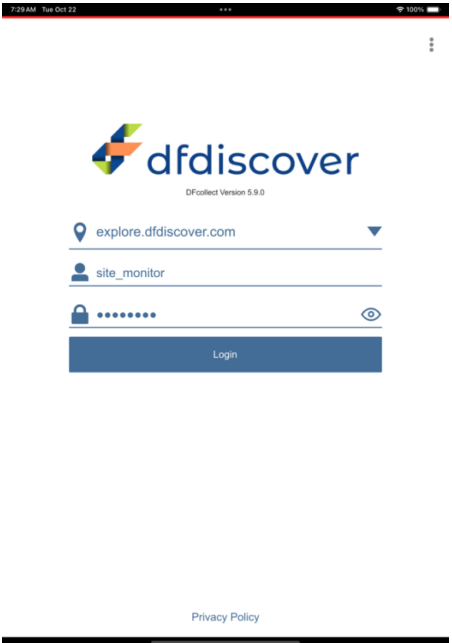 7:29 AM Tue Oct 22
100%
dfdiscover
DFcollect Version 5.9.0
explore.dfdiscover.com
site_monitor
Login
Privacy Policy